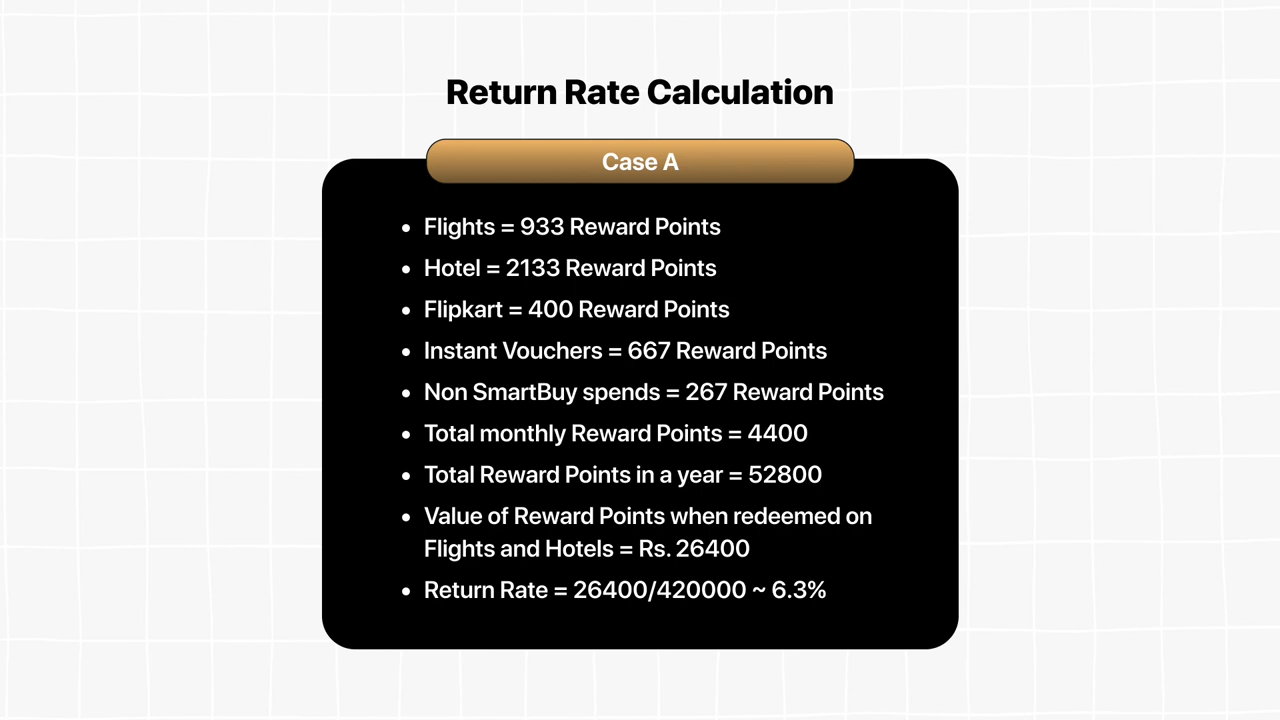 Return Rate Calculation
Case A
• Flights = 933 Reward Points
• Hotel = 2133 Reward Points
• Flipkart = 400 Reward Points
• Instant Vouchers = 667 Reward Points
• Non SmartBuy spends = 267 Reward Points
• Total monthly Reward Points = 4400
• Total Reward Points in a year = 52800
• Value of Reward Points when redeemed on
Flights and Hotels = Rs. 26400
• Return Rate = 26400/420000 ~ 6.3%